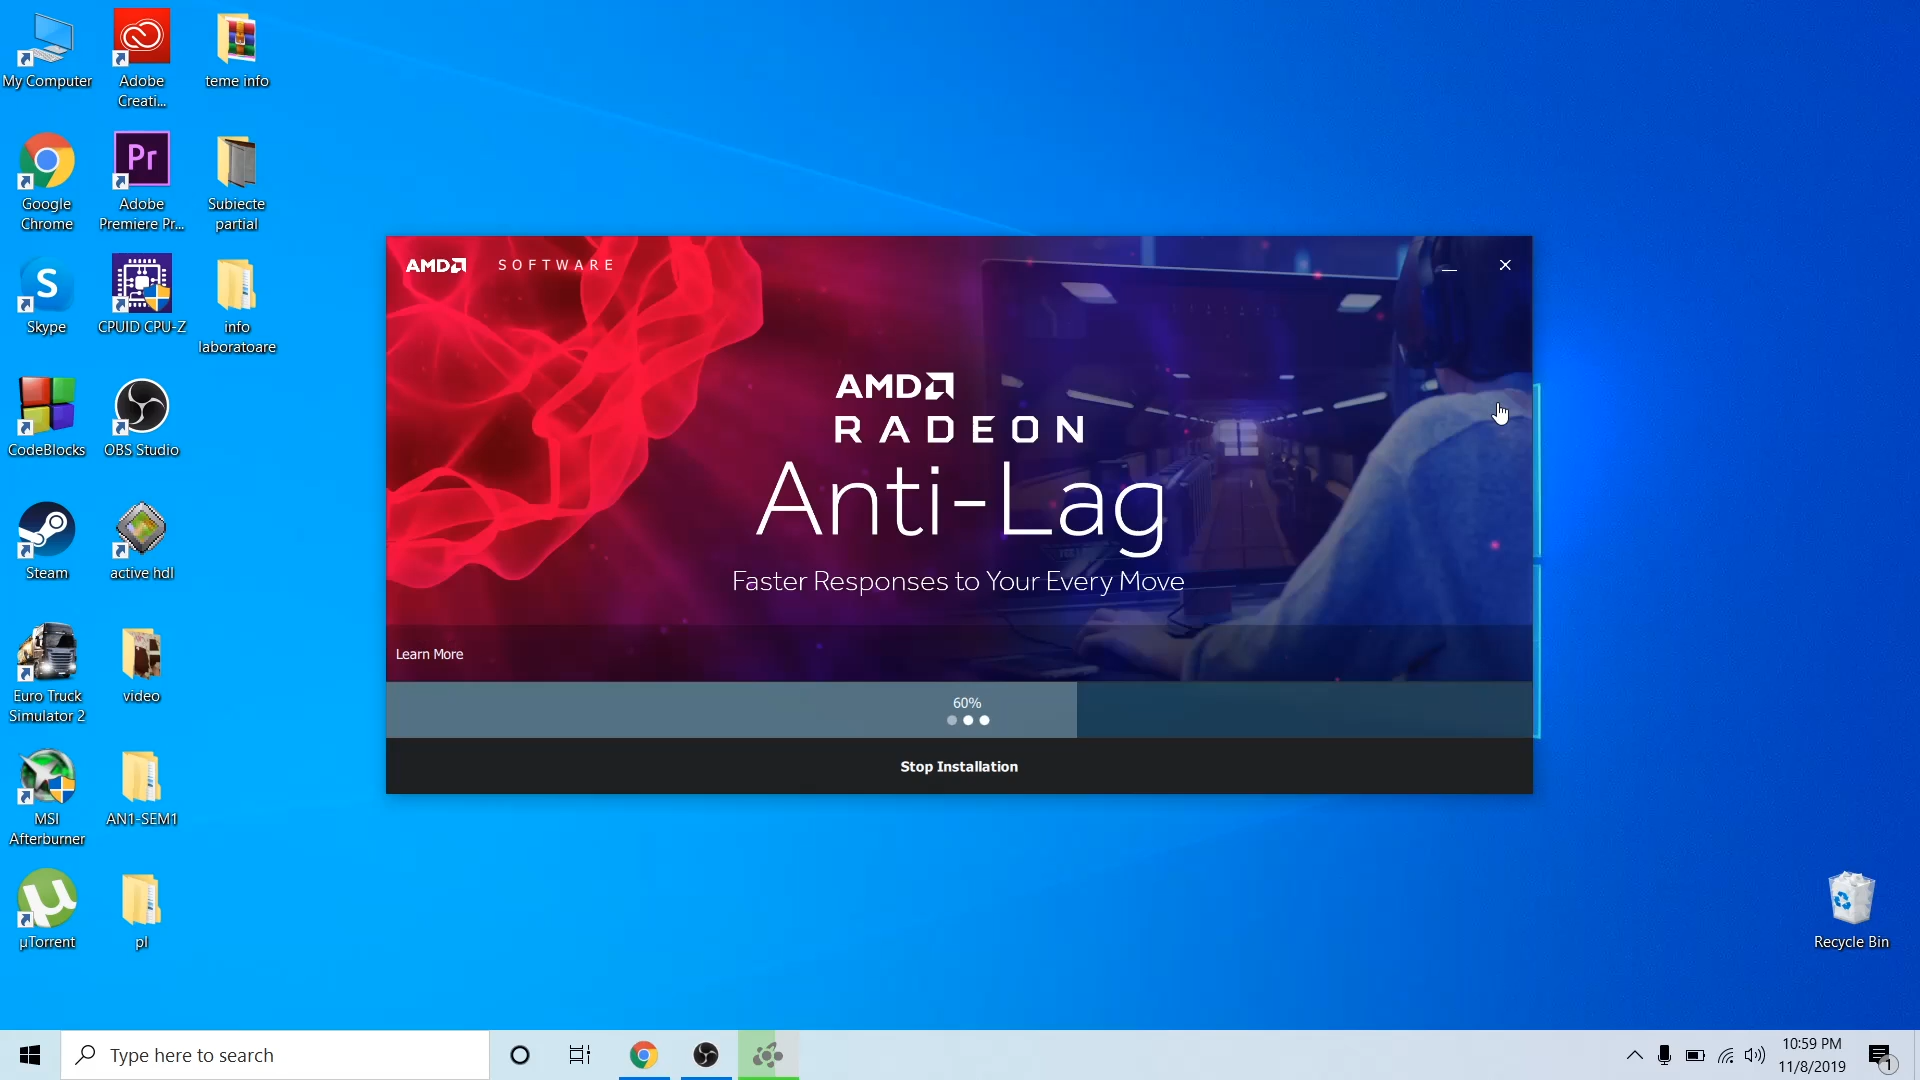 My Computer
Adobe
Creati...
teme info
Google
Chrome
Pr
Adobe
Premiere Pr...
Subiecte
partial
S
Skype
CPUID CPU-Z
info
laboratoare
CodeBlocks
OBS Studio
Steam
active hdl
Euro Truck
Simulator 2
video
MSI
Afterburner
AN1-SEM1
µ
µTorrent
pl
AMD SOFTWARE
AMD
RADEON
Anti-Lag
Faster Responses to Your Every Move
Learn More
60%
Stop Installation
Recycle Bin
Type here to search
10:59 PM
11/8/2019
1